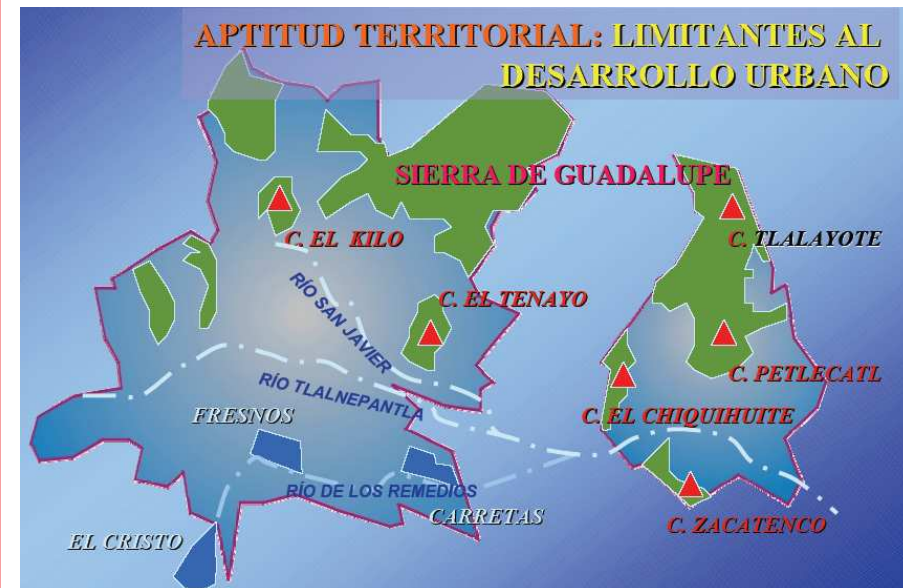 APTITUD TERRITORIAL: LIMITANTES AL
DESARROLLO URBANO
SIERRA DE GUADALUPE
C. EL KILO
C. TLALAYOTE
RÍO SAN JAVIER
C. EL TENAYO
RÍO TLALNEPANTLA
C. PETLECATL
FRESNOS
C. EL CHIQUIHUITE
RÍO DE LOS REMEDIOS
CARRETAS
C. ZACATENCO
EL CRISTO